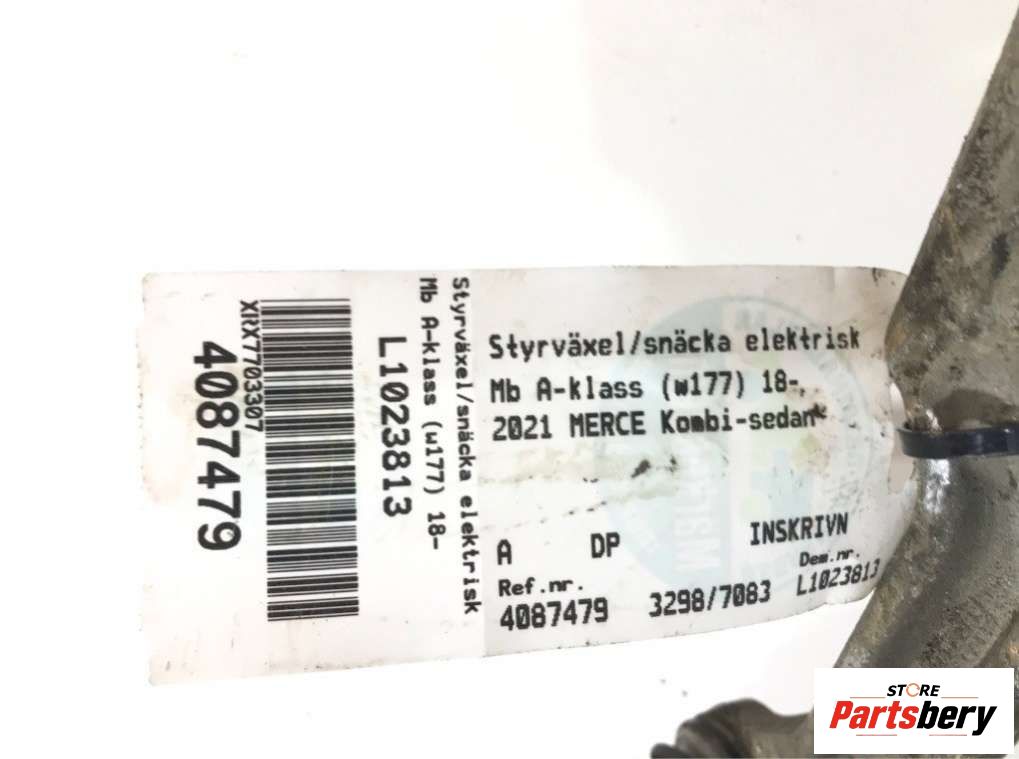 XRX7703307
4087479
L1023813
Mb A-klass (w177) 18-
Styrväxel/snäcka elektrisk
Styrväxel/snäcka elektrisk
Mb A-klass (w177) 18-
2021 MERCE Kombi-sedan
A DP INSKRIVN
Ref.nr. Dem.nr.
4087479 3298/7083 L1023813
STORE
Partsbery